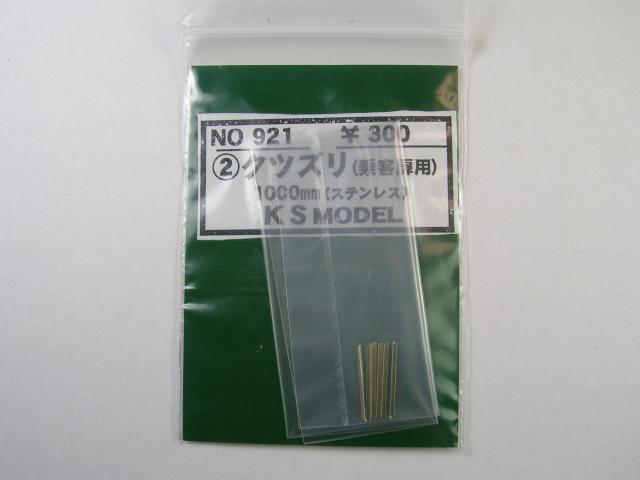 NO 921 ¥ 300
②クツズリ(乗客扉用)
1000mm(ステンレス)
KS MODEL